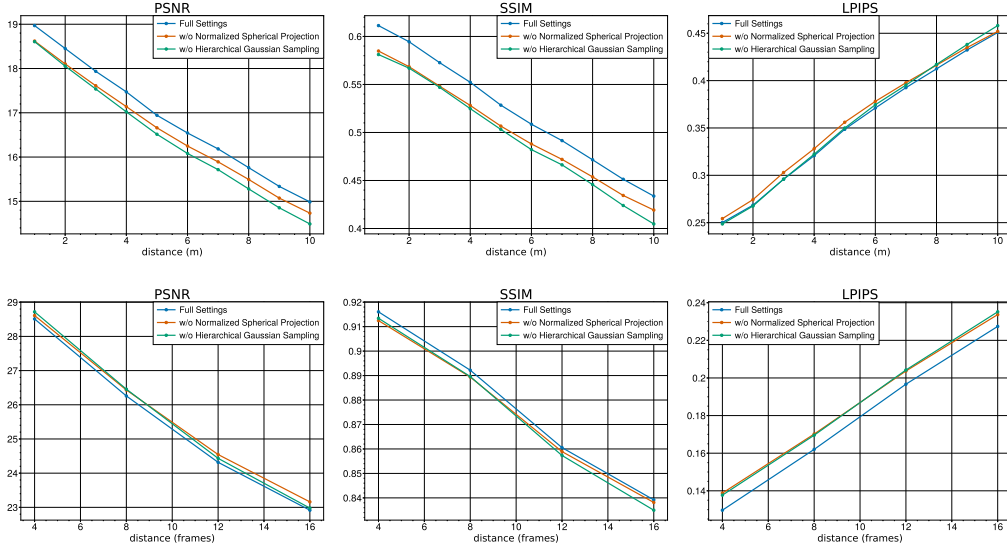 PSNR
Full Settings
w/o Normalized Spherical Projection
w/o Hierarchical Gaussian Sampling
19
18
17
16
15
2
4
6
8
10
distance (m)
SSIM
Full Settings
w/o Normalized Spherical Projection
w/o Hierarchical Gaussian Sampling
0.6
0.55
0.5
0.45
0.4
2
4
6
8
10
distance (m)
LPIPS
Full Settings
w/o Normalized Spherical Projection
w/o Hierarchical Gaussian Sampling
0.45
0.4
0.35
0.3
0.25
2
4
6
8
10
distance (m)
PSNR
Full Settings
w/o Normalized Spherical Projection
w/o Hierarchical Gaussian Sampling
29
28
27
26
25
24
23
4
6
8
10
12
14
16
distance (frames)
SSIM
Full Settings
w/o Normalized Spherical Projection
w/o Hierarchical Gaussian Sampling
0.92
0.91
0.9
0.89
0.88
0.87
0.86
0.85
0.84
4
6
8
10
12
14
16
distance (frames)
LPIPS
Full Settings
w/o Normalized Spherical Projection
w/o Hierarchical Gaussian Sampling
0.24
0.22
0.2
0.18
0.16
0.14
4
6
8
10
12
14
16
distance (frames)